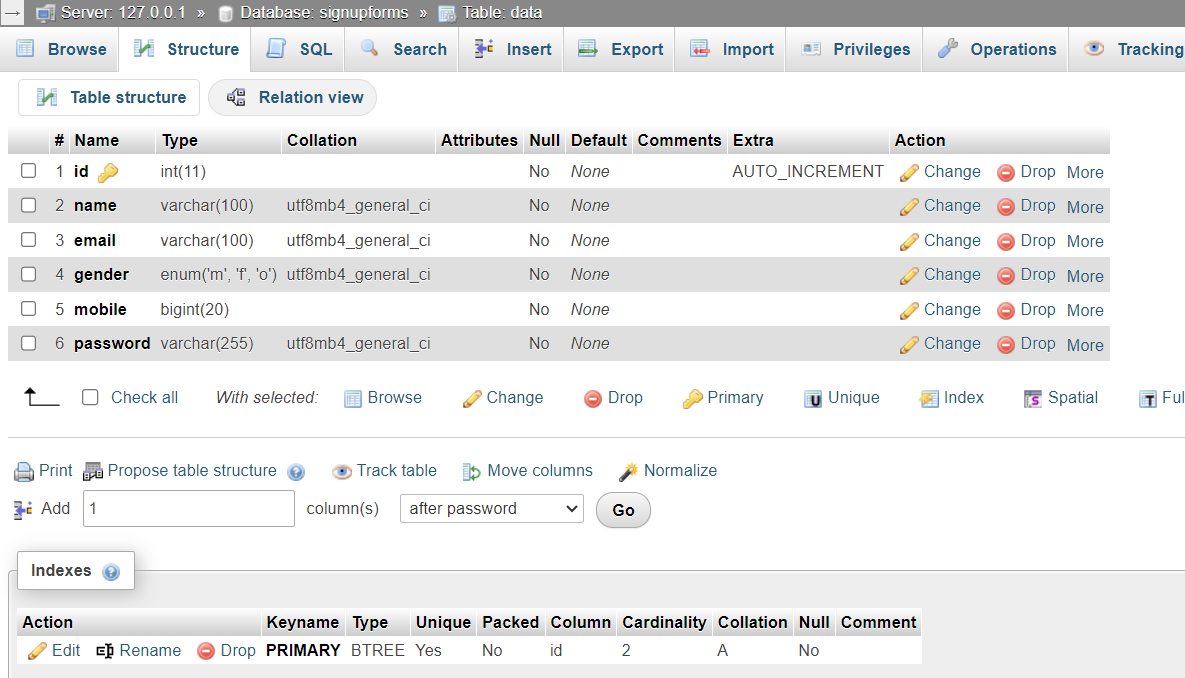 Server: 127.0.0.1 » Database: signupforms » Table: data
Browse Structure SQL Search Insert Export Import Privileges Operations Tracking
Table structure Relation view
# Name Type Collation Attributes Null Default Comments Extra Action
1 id int(11) No None AUTO_INCREMENT Change Drop More
2 name varchar(100) utf8mb4_general_ci No None Change Drop More
3 email varchar(100) utf8mb4_general_ci No None Change Drop More
4 gender enum('m', 'f', 'o') utf8mb4_general_ci No None Change Drop More
5 mobile bigint(20) No None Change Drop More
6 password varchar(255) utf8mb4_general_ci No None Change Drop More
Check all With selected: Browse Change Drop Primary Unique Index Spatial Ful
Print Propose table structure Track table Move columns Normalize
Add 1 column(s) after password Go
Indexes
Action Keyname Type Unique Packed Column Cardinality Collation Null Comment
Edit Rename Drop PRIMARY BTREE Yes No id 2 A No